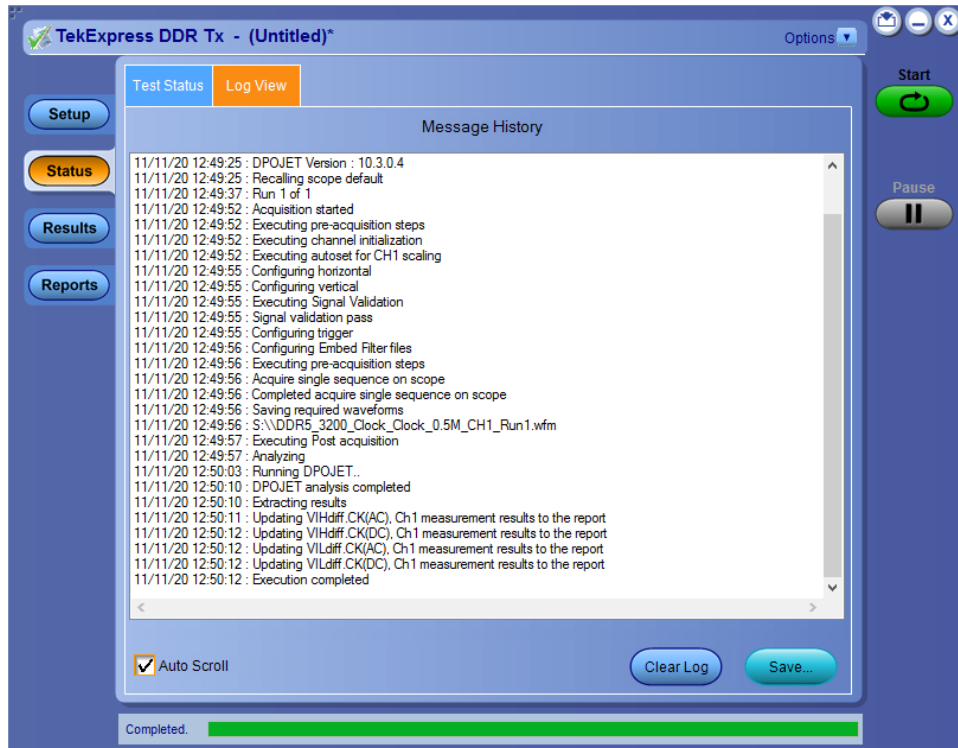 TekExpress DDR Tx - (Untitled)*
Options
Start
Pause
Setup
Status
Results
Reports
Test Status
Log View
Message History
11/11/20 12:49:25 : DPOJET Version : 10.3.0.4
11/11/20 12:49:25 : Recalling scope default
11/11/20 12:49:37 : Run 1 of 1
11/11/20 12:49:52 : Acquisition started
11/11/20 12:49:52 : Executing pre-acquisition steps
11/11/20 12:49:52 : Executing channel initialization
11/11/20 12:49:52 : Executing autoset for CH1 scaling
11/11/20 12:49:55 : Configuring horizontal
11/11/20 12:49:55 : Configuring vertical
11/11/20 12:49:55 : Executing Signal Validation
11/11/20 12:49:55 : Signal validation pass
11/11/20 12:49:55 : Configuring trigger
11/11/20 12:49:56 : Configuring Embed Filter files
11/11/20 12:49:56 : Executing pre-acquisition steps
11/11/20 12:49:56 : Acquire single sequence on scope
11/11/20 12:49:56 : Completed acquire single sequence on scope
11/11/20 12:49:56 : Saving required waveforms
11/11/20 12:49:56 : S:\\DDR5_3200_Clock_Clock_0.5M_CH1_Run1.wfm
11/11/20 12:49:57 : Executing Post acquisition
11/11/20 12:49:57 : Analyzing
11/11/20 12:50:03 : Running DPOJET..
11/11/20 12:50:10 : DPOJET analysis completed
11/11/20 12:50:10 : Extracting results
11/11/20 12:50:11 : Updating VIHdiff.CK(AC), Ch1 measurement results to the report
11/11/20 12:50:12 : Updating VIHdiff.CK(DC), Ch1 measurement results to the report
11/11/20 12:50:12 : Updating VILdiff.CK(AC), Ch1 measurement results to the report
11/11/20 12:50:12 : Updating VILdiff.CK(DC), Ch1 measurement results to the report
11/11/20 12:50:12 : Execution completed
Auto Scroll
Clear Log
Save...
Completed.